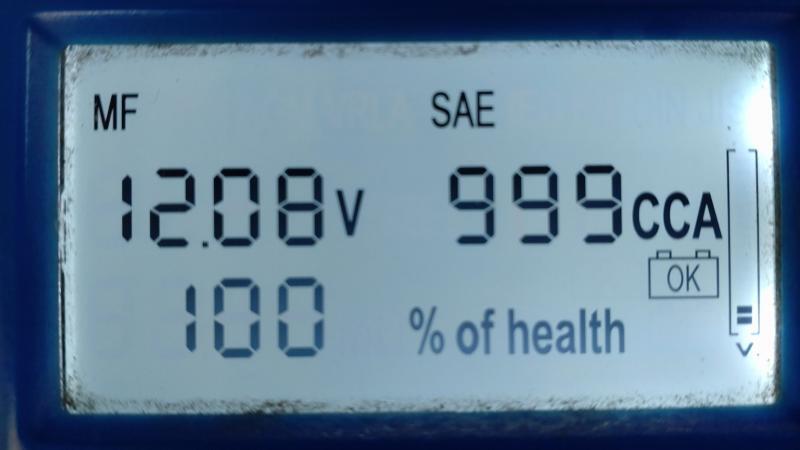 MF SAE
12.08V 999CCA
OK
100 % of health